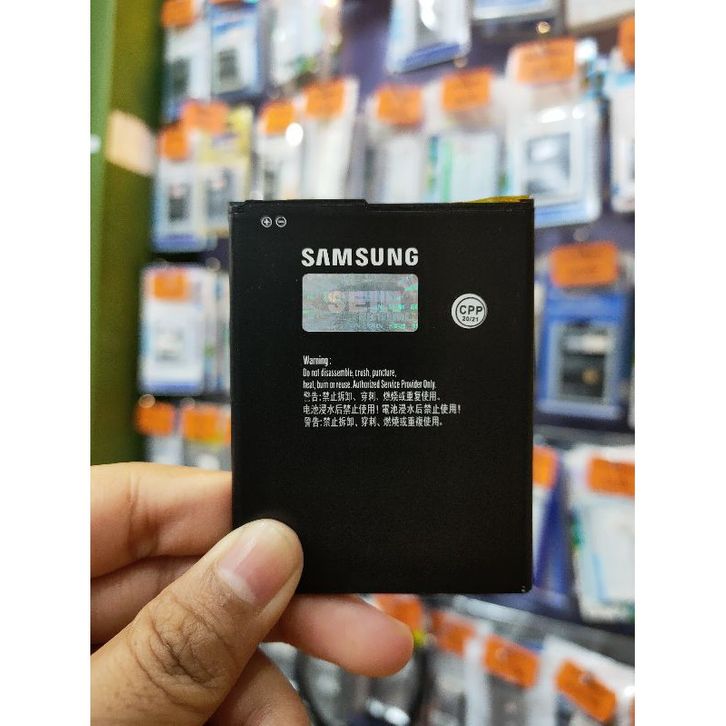 SAMSUNG
SEIN
CPP
20/21
Warning :
Do not disassemble, crush, puncture,
heat, burn or reuse. Authorized Service Provider Only.
警告:禁止拆卸、穿刺、燃烧或重复使用。
电池浸水后禁止使用!電池浸水后禁止使用!
警告:禁止拆卸、穿刺、燃燒或重複使用。